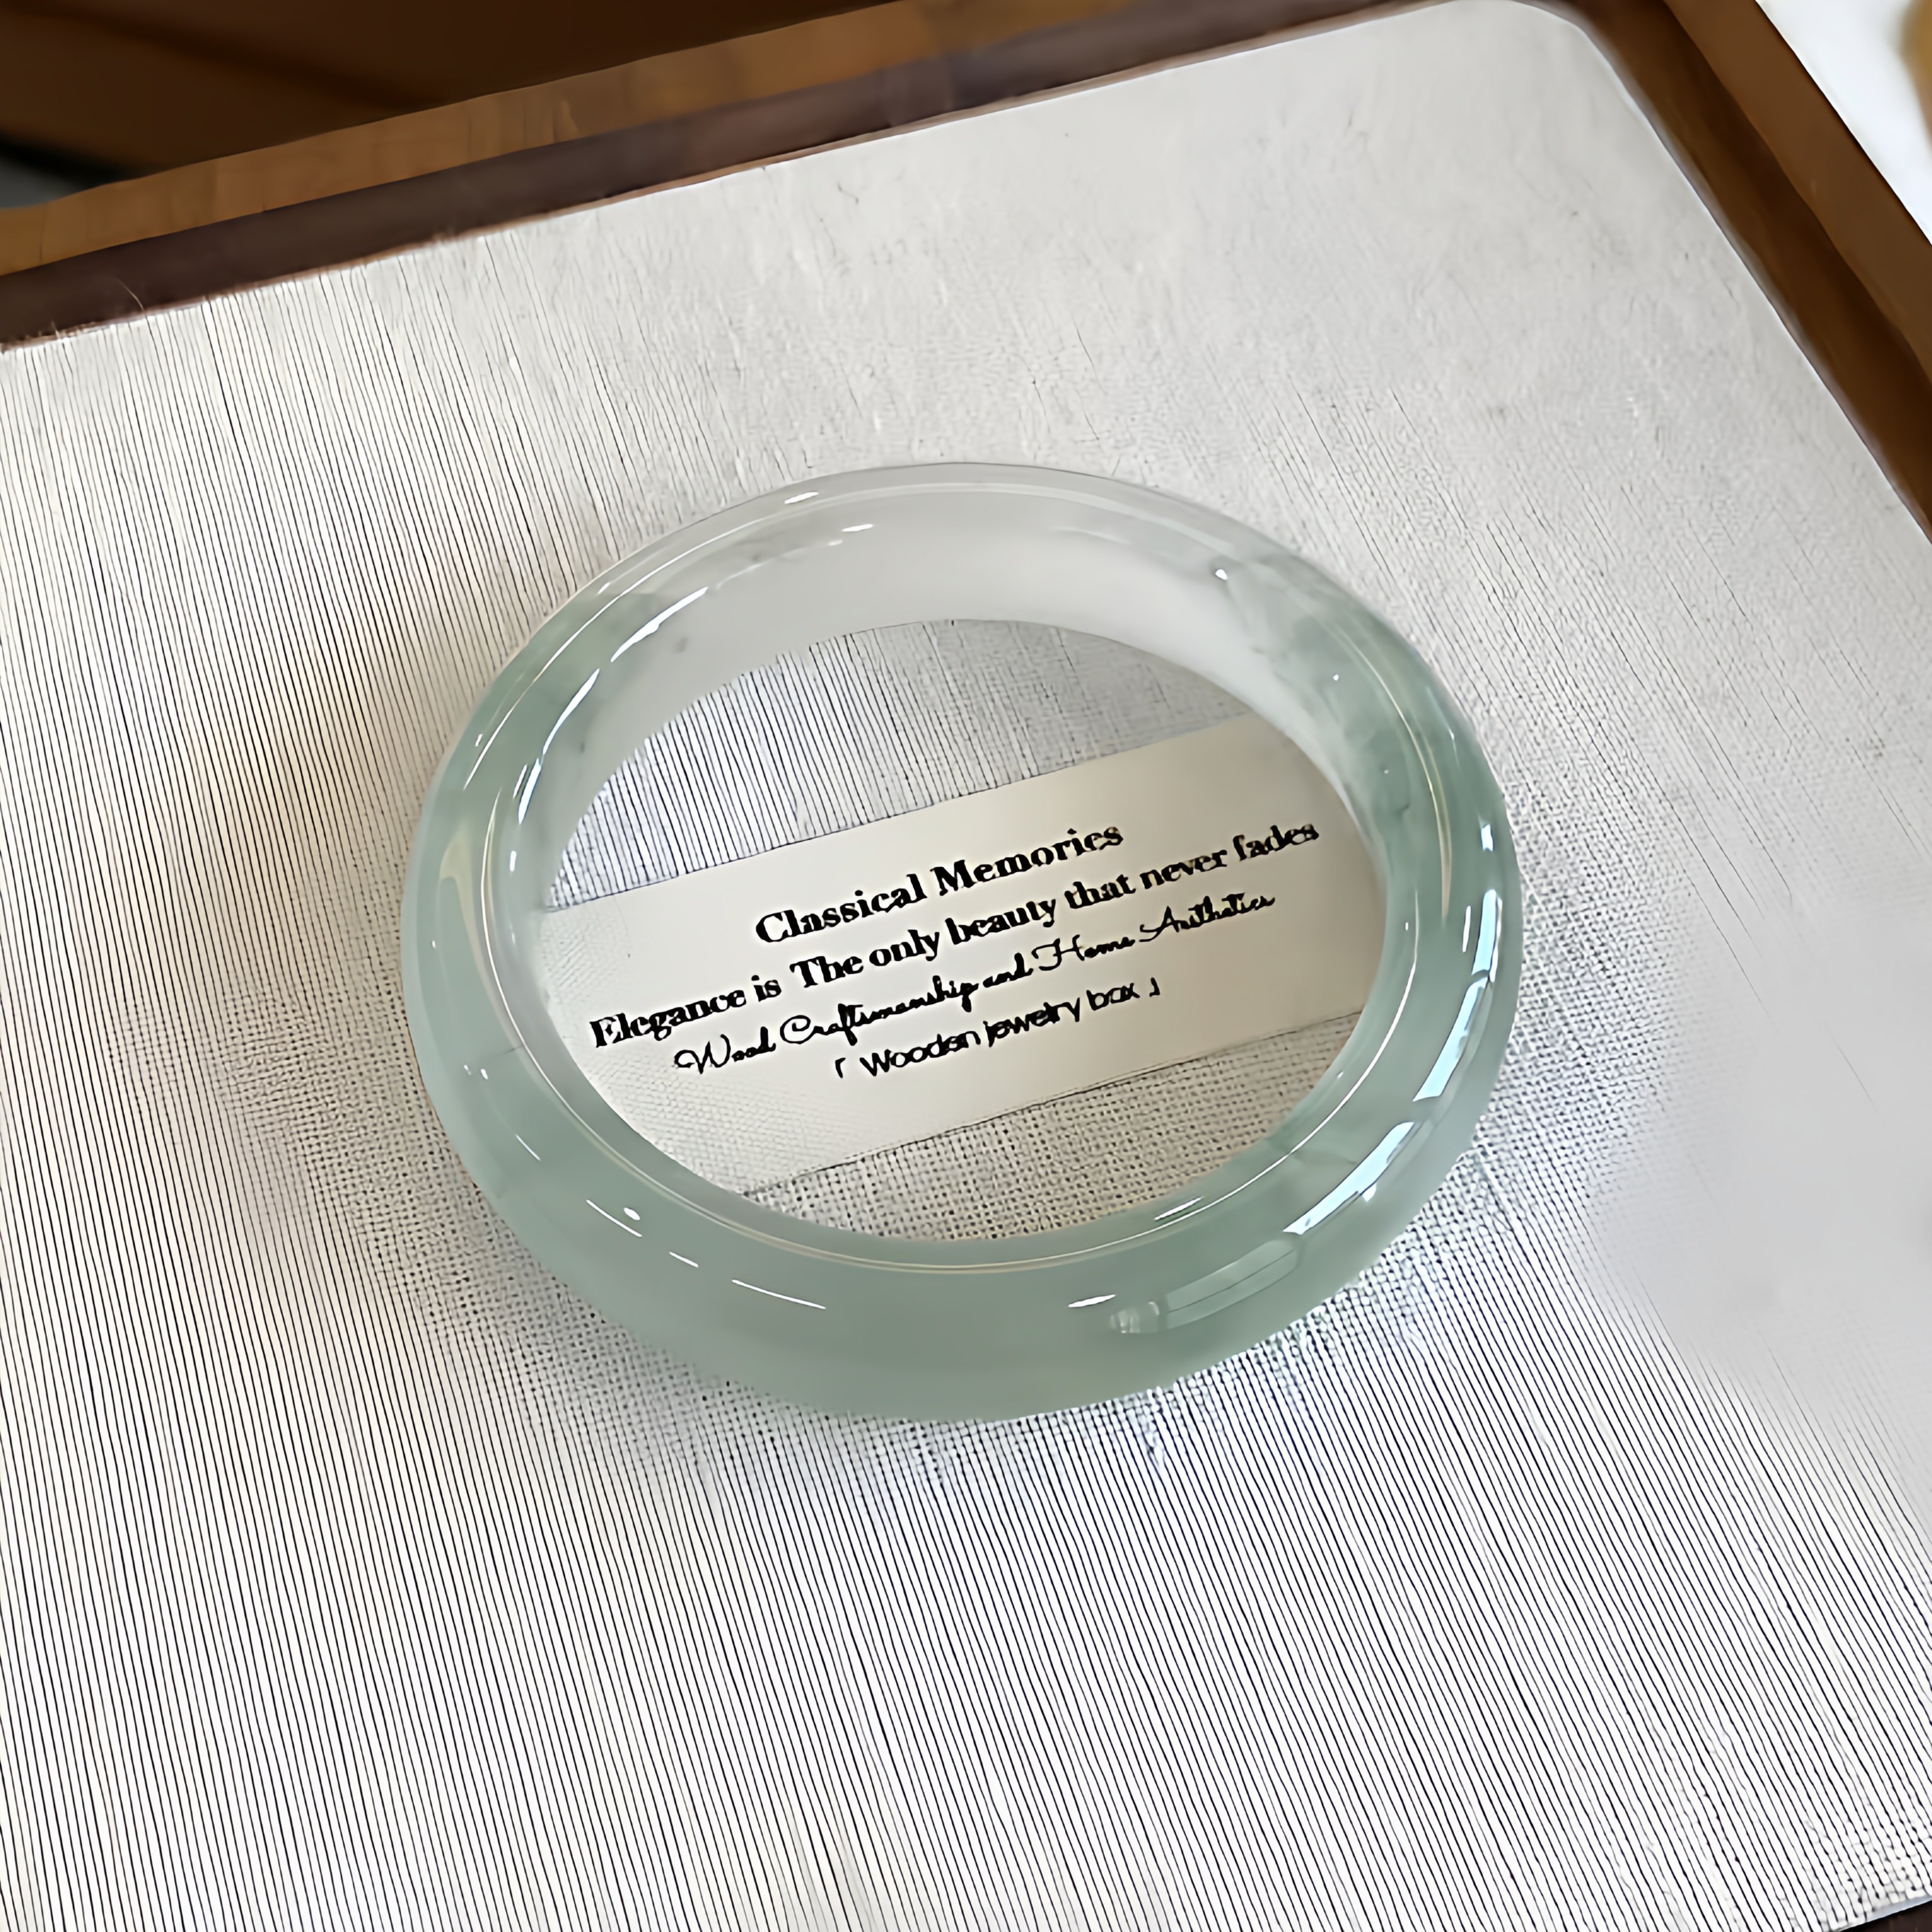 Classical Memories
Elegance is The only beauty that never fades
Wood Craftsmanship and Home Aesthetics
「 Wooden jewelry box 」